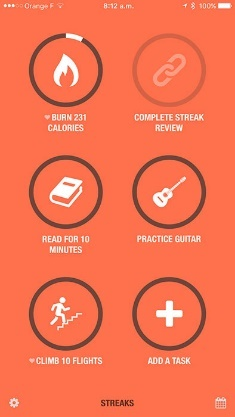 Orange F 8:12 a.m. 100%
BURN 231
CALORIES
COMPLETE STREAK
REVIEW
READ FOR 10
MINUTES
PRACTICE GUITAR
CLIMB 10 FLIGHTS
ADD A TASK
STREAKS